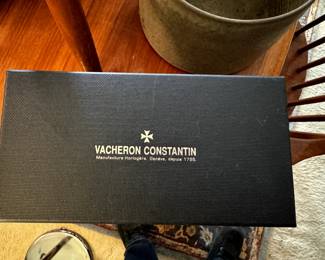 VACHERON CONSTANTIN
Manufacture Horlogère, Genève, depuis 1755.